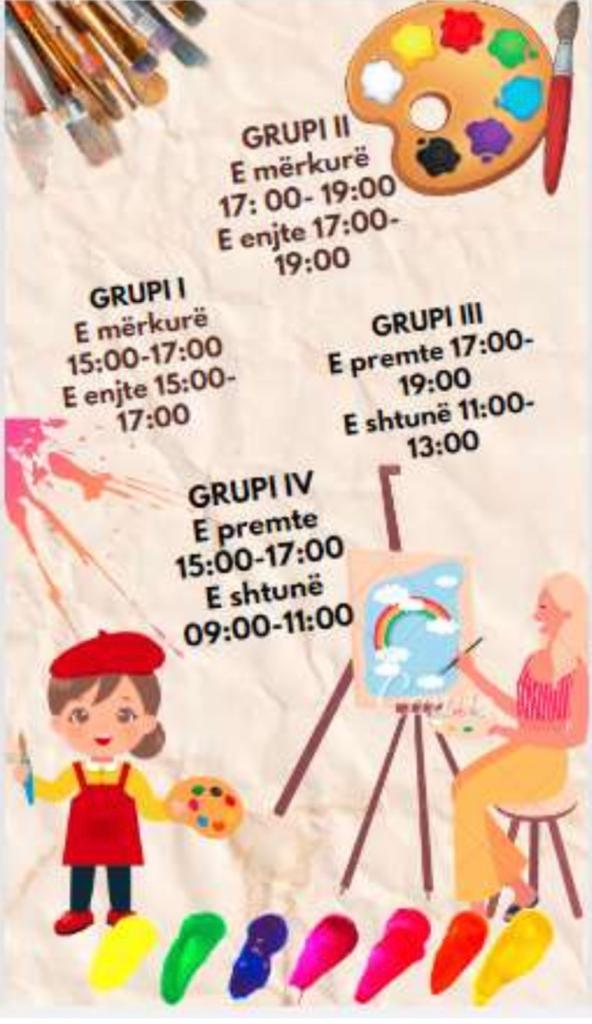 GRUPI II
E mërkurë
17: 00- 19:00
E enjte 17:00-
19:00
GRUPI I
E mërkurë
15:00-17:00
E enjte 15:00-
17:00
GRUPI III
E premte 17:00-
19:00
E shtunë 11:00-
13:00
GRUPI IV
E premte
15:00-17:00
E shtunë
09:00-11:00